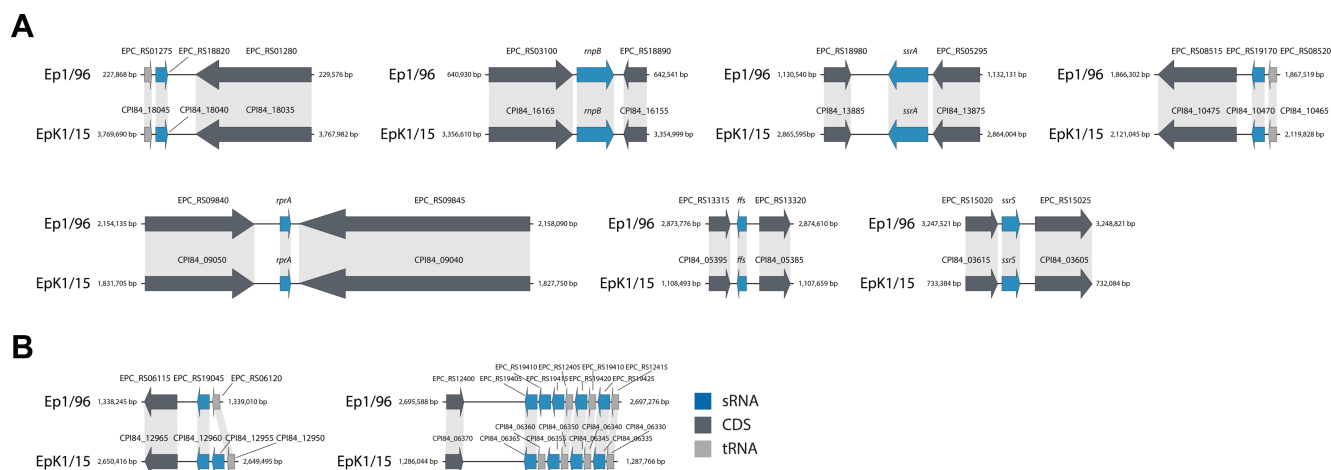 A
EPC_RS01275 EPC_RS18820 EPC_RS01280
Ep1/96 227,868 bp 229,576 bp
CPI84_18045 CPI84_18040 CPI84_18035
EpK1/15 3,769,690 bp 3,767,982 bp
EPC_RS03100 rnpB EPC_RS18890
640,930 bp 642,541 bp
CPI84_16165 rnpB CPI84_16155
3,356,610 bp 3,354,999 bp
EPC_RS18980 ssrA EPC_RS05295
Ep1/96 1,130,540 bp 1,132,131 bp
CPI84_13885 ssrA CPI84_13875
EpK1/15 2,865,595 bp 2,864,004 bp
EPC_RS08515 EPC_RS19170 EPC_RS08520
Ep1/96 1,866,302 bp 1,867,519 bp
CPI84_10475 CPI84_10470 CPI84_10465
EpK1/15 2,121,045 bp 2,119,828 bp
EPC_RS09840 rprA EPC_RS09845
Ep1/96 2,154,135 bp 2,158,090 bp
CPI84_09050 rprA CPI84_09040
EpK1/15 1,831,705 bp 1,827,750 bp
EPC_RS13315 ffs EPC_RS13320
Ep1/96 2,873,776 bp 2,874,610 bp
CPI84_05395 ffs CPI84_05385
EpK1/15 1,108,493 bp 1,107,659 bp
EPC_RS15020 ssrS EPC_RS15025
Ep1/96 3,247,521 bp 3,248,821 bp
CPI84_03615 ssrS CPI84_03605
EpK1/15 733,384 bp 732,084 bp
B
EPC_RS06115 EPC_RS19045 EPC_RS06120
Ep1/96 1,338,245 bp 1,339,010 bp
CPI84_12965 CPI84_12960 CPI84_12955 CPI84_12950
EpK1/15 2,650,416 bp 2,649,495 bp
EPC_RS19410 EPC_RS12405 EPC_RS19410 EPC_RS12415
EPC_RS12400 EPC_RS19405 EPC_RS19415 EPC_RS19420 EPC_RS19425
Ep1/96 2,695,588 bp 2,697,276 bp
CPI84_06360 CPI84_06350 CPI84_06340 CPI84_06330
CPI84_06370 CPI84_06365 CPI84_06355 CPI84_06345 CPI84_06335
EpK1/15 1,286,044 bp 1,287,766 bp
sRNA
CDS
tRNA